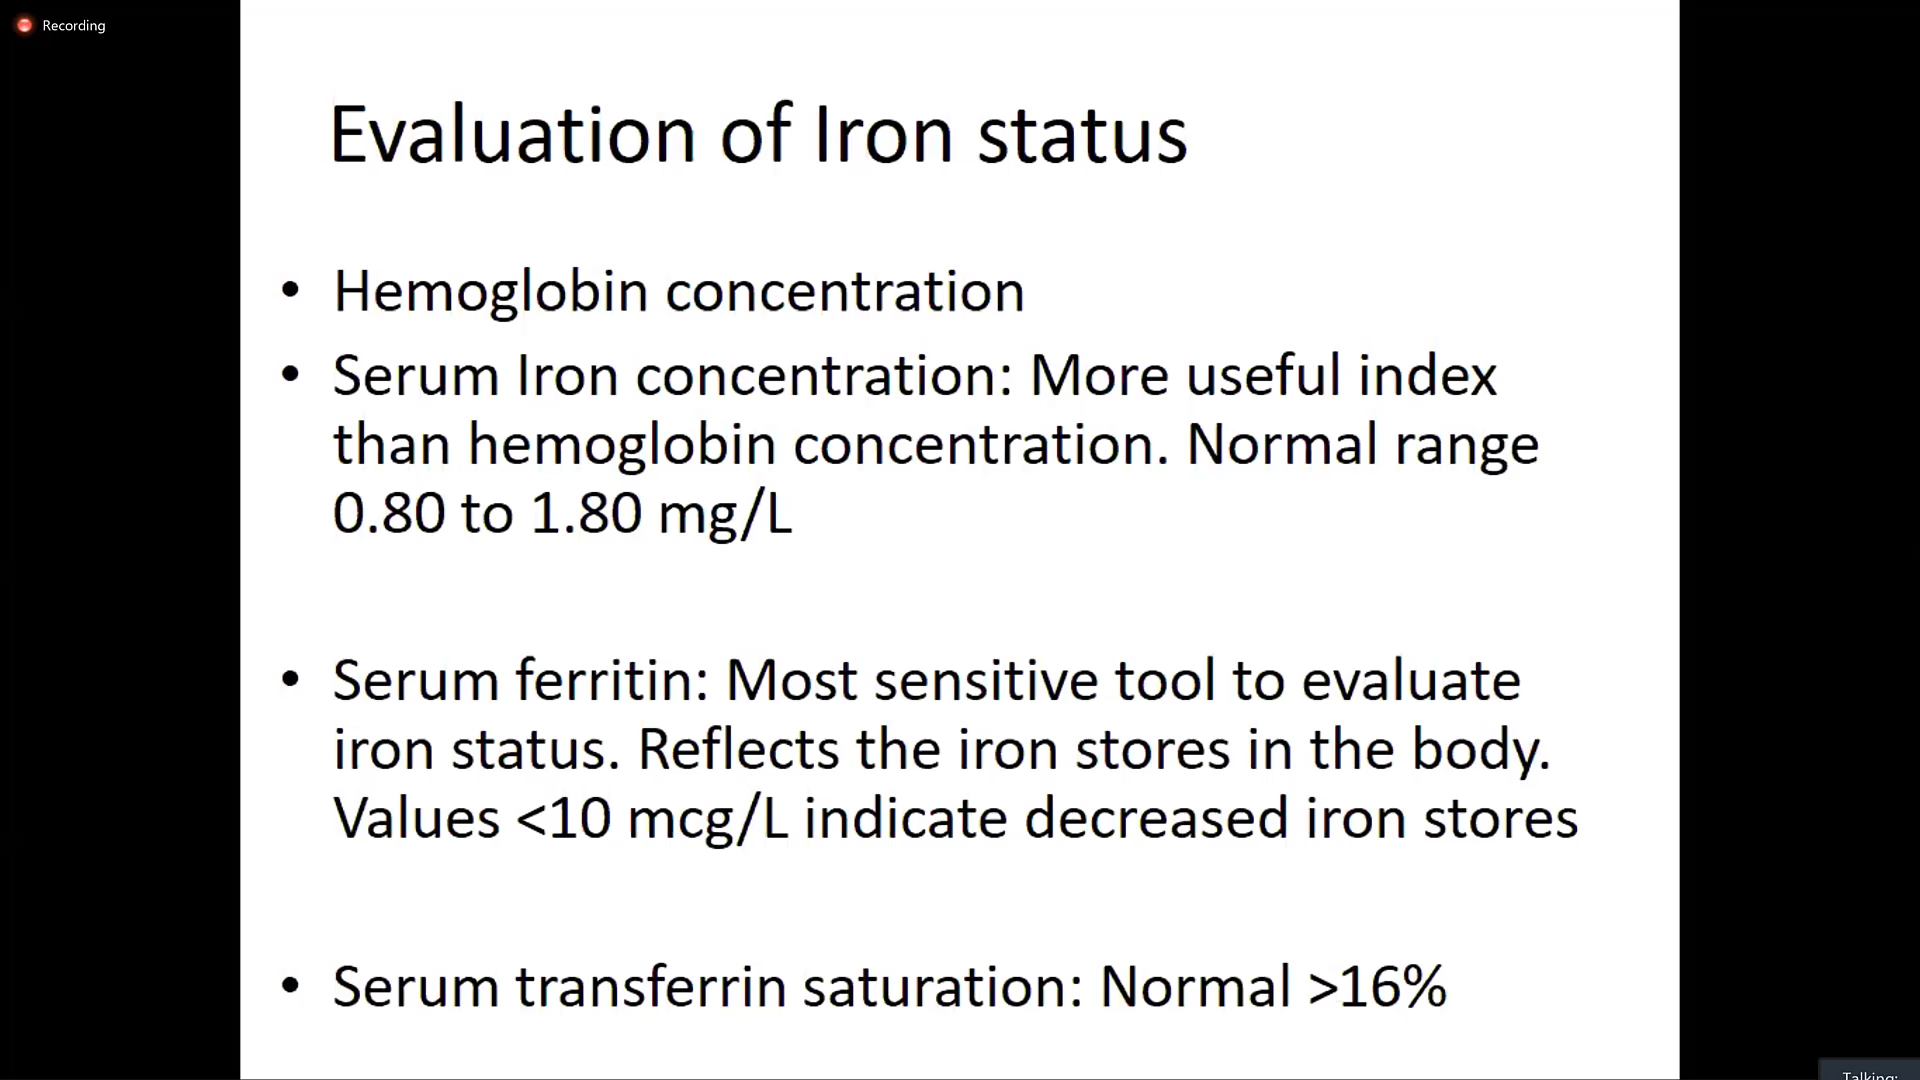 Recording
Evaluation of Iron status
• Hemoglobin concentration
• Serum Iron concentration: More useful index
than hemoglobin concentration. Normal range
0.80 to 1.80 mg/L
• Serum ferritin: Most sensitive tool to evaluate
iron status. Reflects the iron stores in the body.
Values <10 mcg/L indicate decreased iron stores
• Serum transferrin saturation: Normal >16%
Talking: